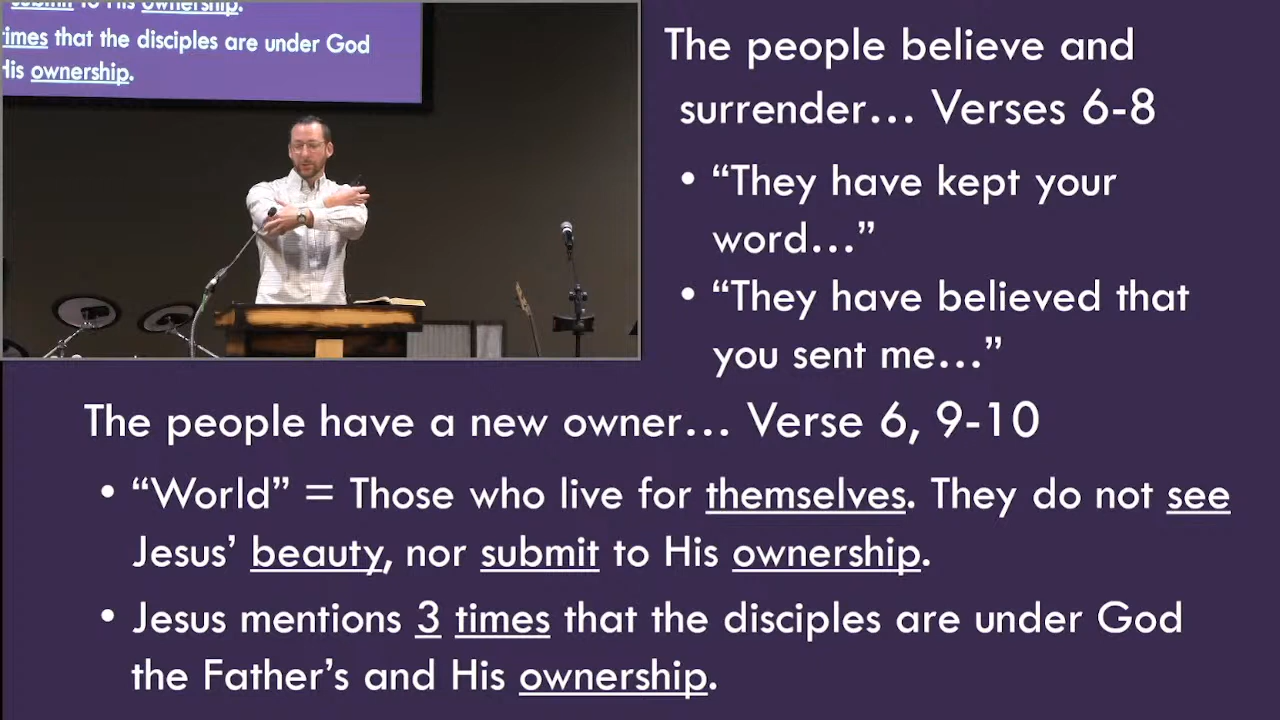 submit to His ownership.
times that the disciples are under God
His ownership.
The people believe and
surrender… Verses 6-8
• “They have kept your
word…”
• “They have believed that
you sent me…”
The people have a new owner… Verse 6, 9-10
• “World” = Those who live for themselves. They do not see
Jesus’ beauty, nor submit to His ownership.
• Jesus mentions 3 times that the disciples are under God
the Father’s and His ownership.